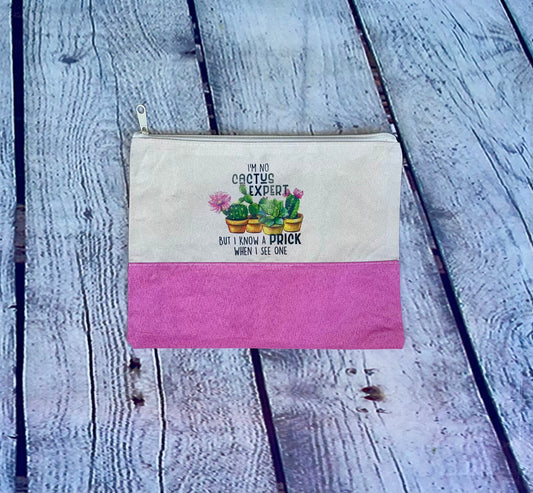 I'M NO
CACTUS
EXPERT
BUT I KNOW A PRICK
WHEN I SEE ONE